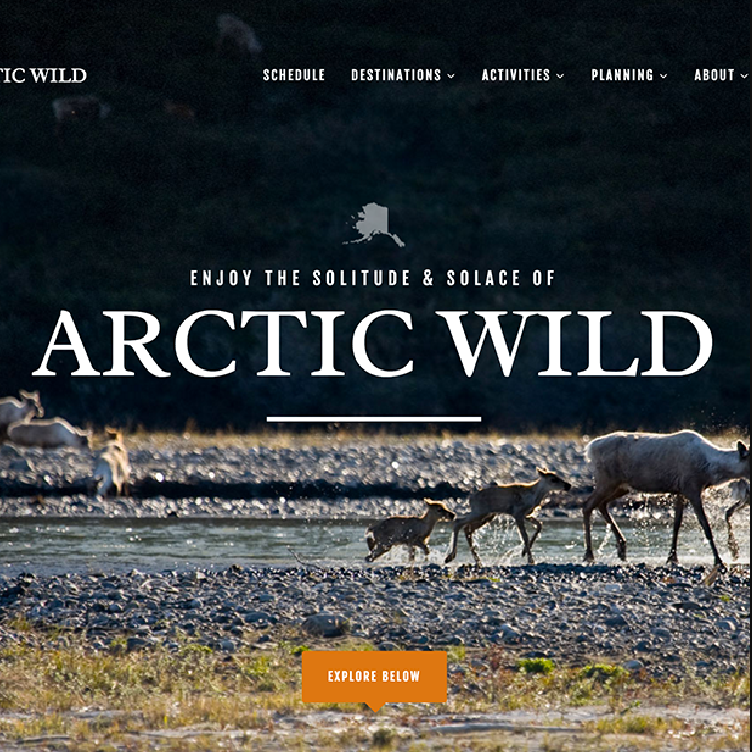 TIC WILD
SCHEDULE DESTINATIONS ACTIVITIES PLANNING ABOUT
ENJOY THE SOLITUDE & SOLACE OF
ARCTIC WILD
EXPLORE BELOW